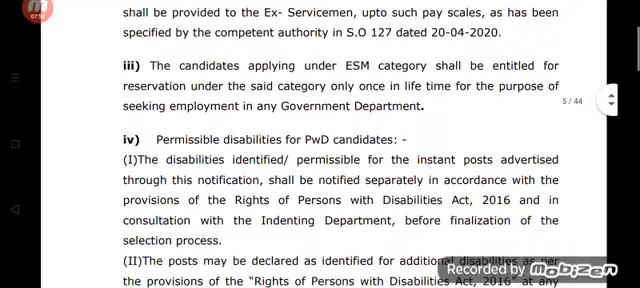 07:50
shall be provided to the Ex- Servicemen, upto such pay scales, as has been
specified by the competent authority in S.O 127 dated 20-04-2020.
iii) The candidates applying under ESM category shall be entitled for
reservation under the said category only once in life time for the purpose of
seeking employment in any Government Department.
5 / 44
iv) Permissible disabilities for PwD candidates: -
(I)The disabilities identified/ permissible for the instant posts advertised
through this notification, shall be notified separately in accordance with the
provisions of the Rights of Persons with Disabilities Act, 2016 and in
consultation with the Indenting Department, before finalization of the
selection process.
(II)The posts may be declared as identified for additional disabilities as per
the provisions of the "Rights of Persons with Disabilities Act, 2016" at any
Recorded by mobizen